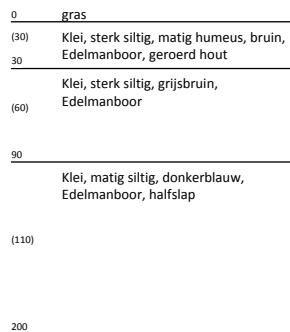 0 gras
(30) Klei, sterk siltig, matig humeus, bruin,
Edelmanboor, geroerd hout
30
Klei, sterk siltig, grijsbruin,
Edelmanboor
(60)
90
Klei, matig siltig, donkerblauw,
Edelmanboor, halfslap
(110)
200